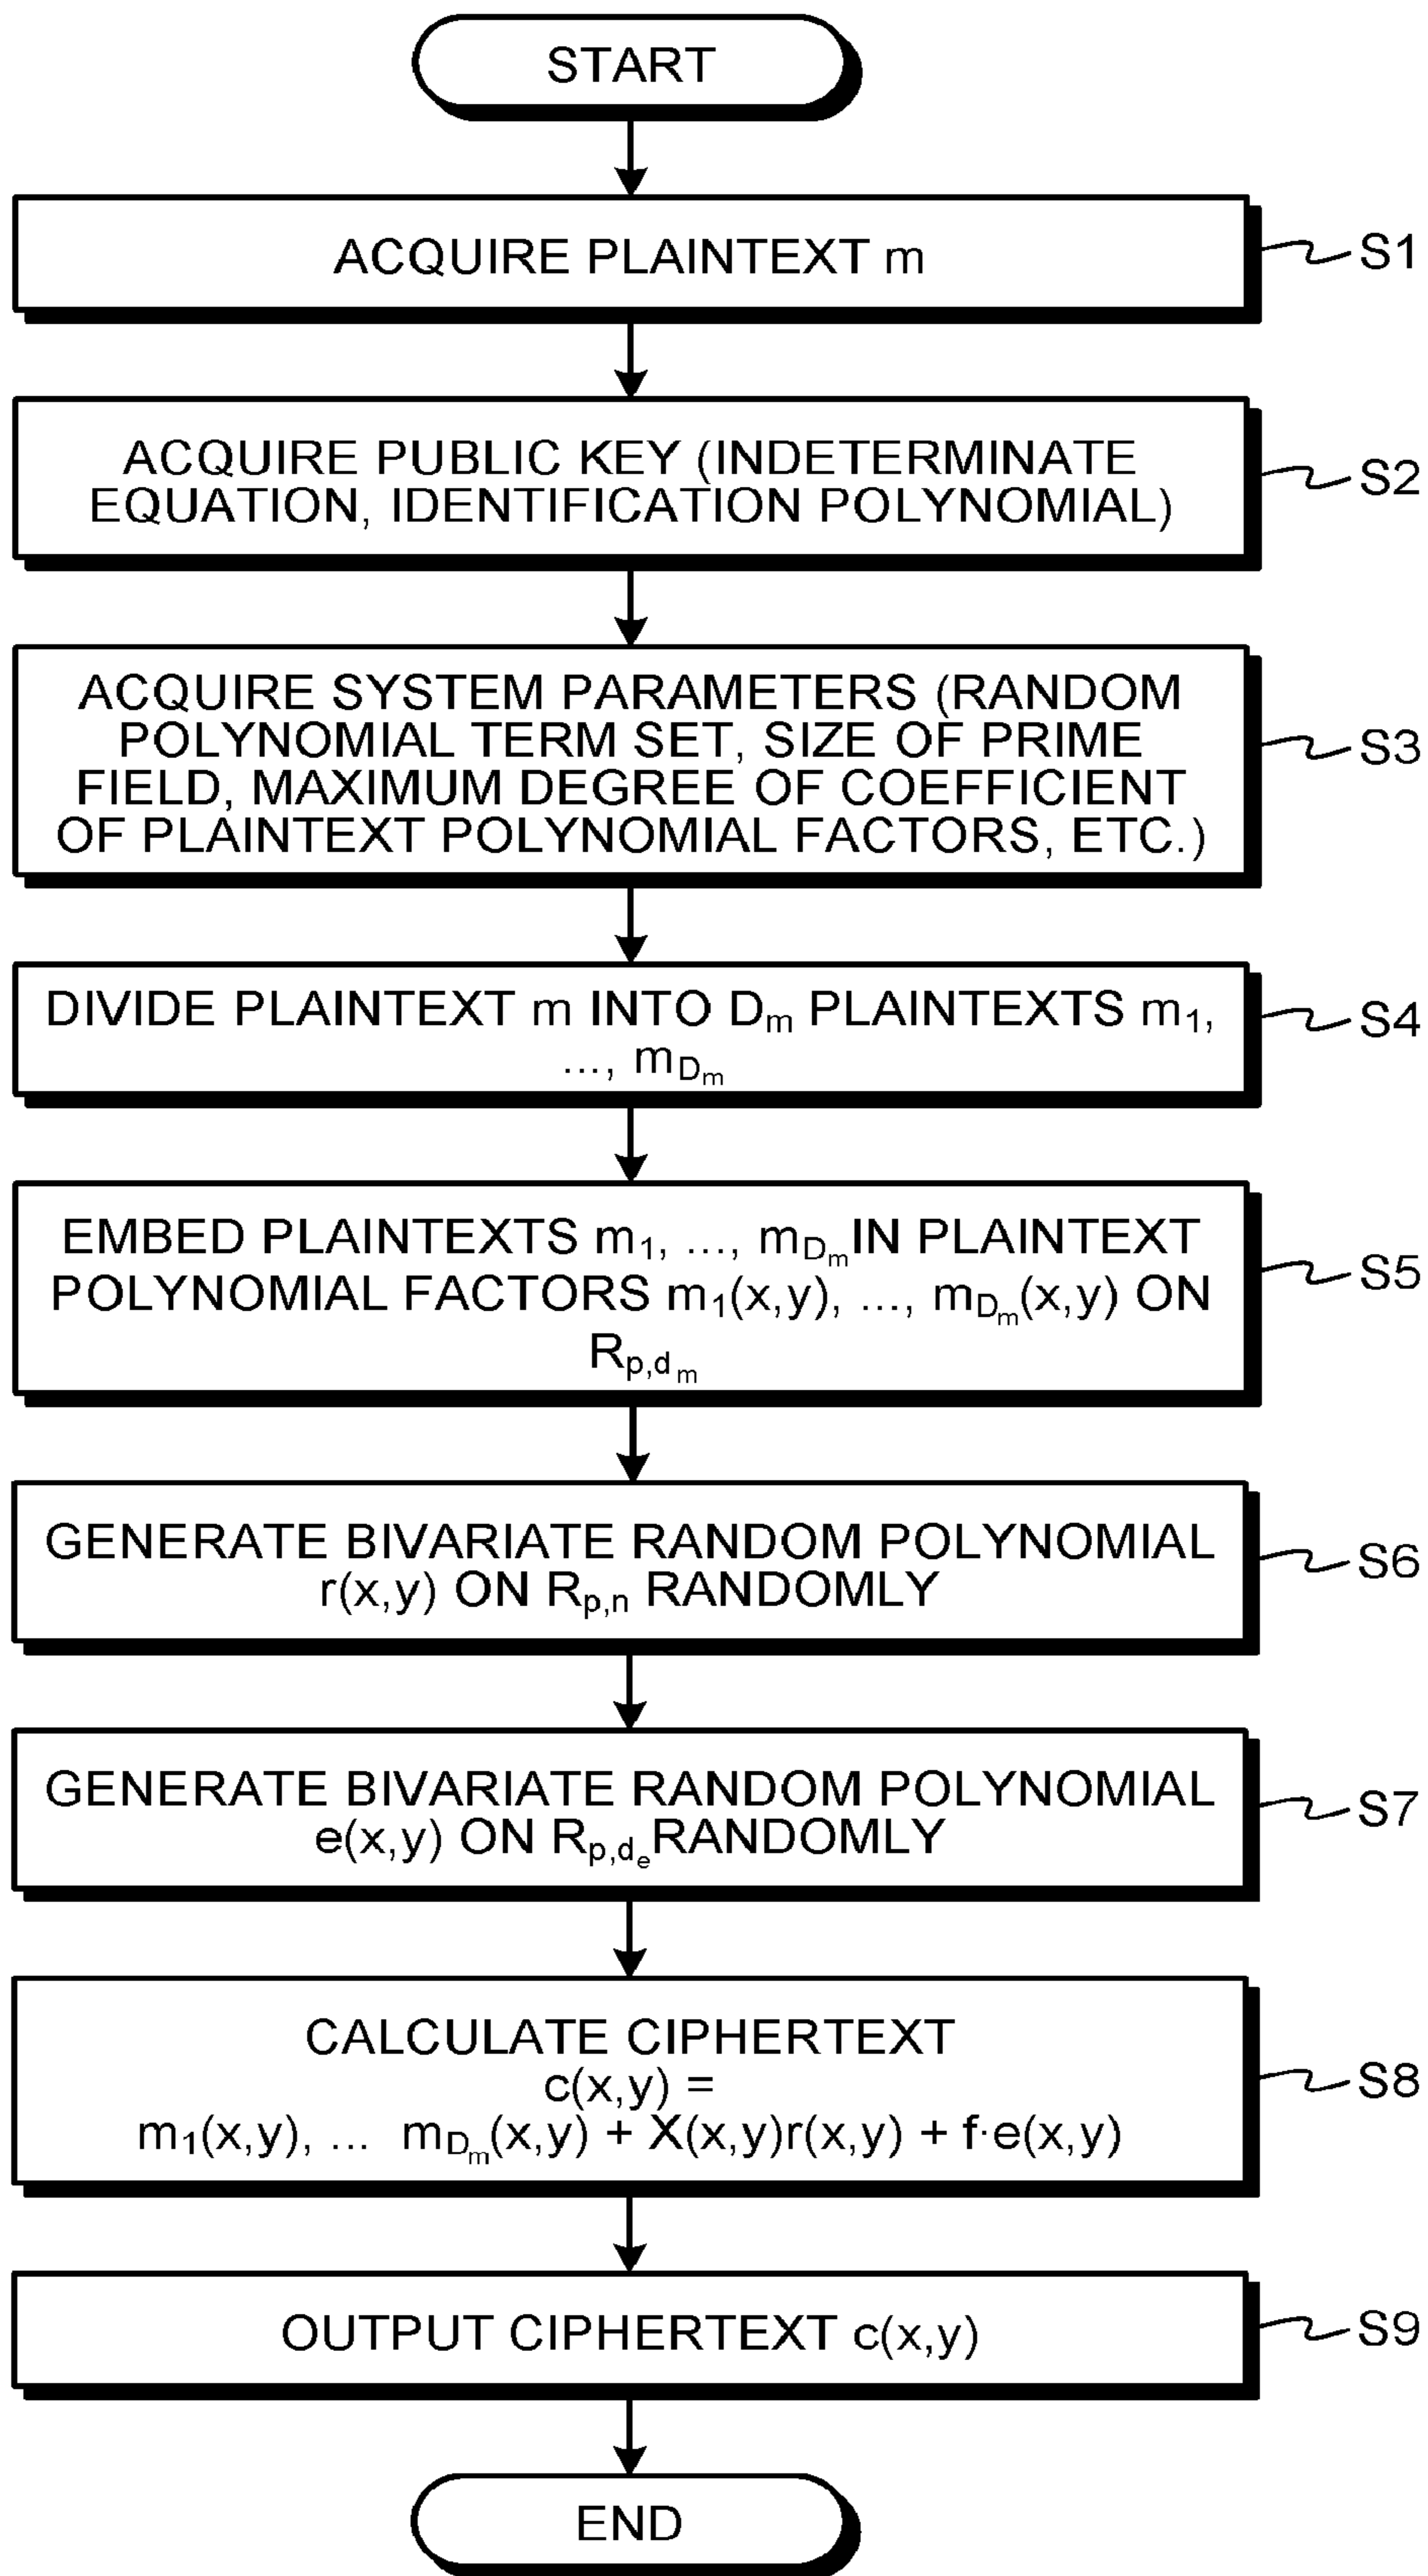 START
ACQUIRE PLAINTEXT m
S1
ACQUIRE PUBLIC KEY (INDETERMINATE
EQUATION, IDENTIFICATION POLYNOMIAL)
S2
ACQUIRE SYSTEM PARAMETERS (RANDOM
POLYNOMIAL TERM SET, SIZE OF PRIME
FIELD, MAXIMUM DEGREE OF COEFFICIENT
OF PLAINTEXT POLYNOMIAL FACTORS, ETC.)
S3
DIVIDE PLAINTEXT m INTO Dm PLAINTEXTS m1,
..., mDm
S4
EMBED PLAINTEXTS m1, ..., mDm IN PLAINTEXT
POLYNOMIAL FACTORS m1(x,y), ..., mDm(x,y) ON
Rp,dm
S5
GENERATE BIVARIATE RANDOM POLYNOMIAL
r(x,y) ON Rp,n RANDOMLY
S6
GENERATE BIVARIATE RANDOM POLYNOMIAL
e(x,y) ON Rp,de RANDOMLY
S7
CALCULATE CIPHERTEXT
c(x,y) =
m1(x,y), ... mDm(x,y) + X(x,y)r(x,y) + f·e(x,y)
S8
OUTPUT CIPHERTEXT c(x,y)
S9
END